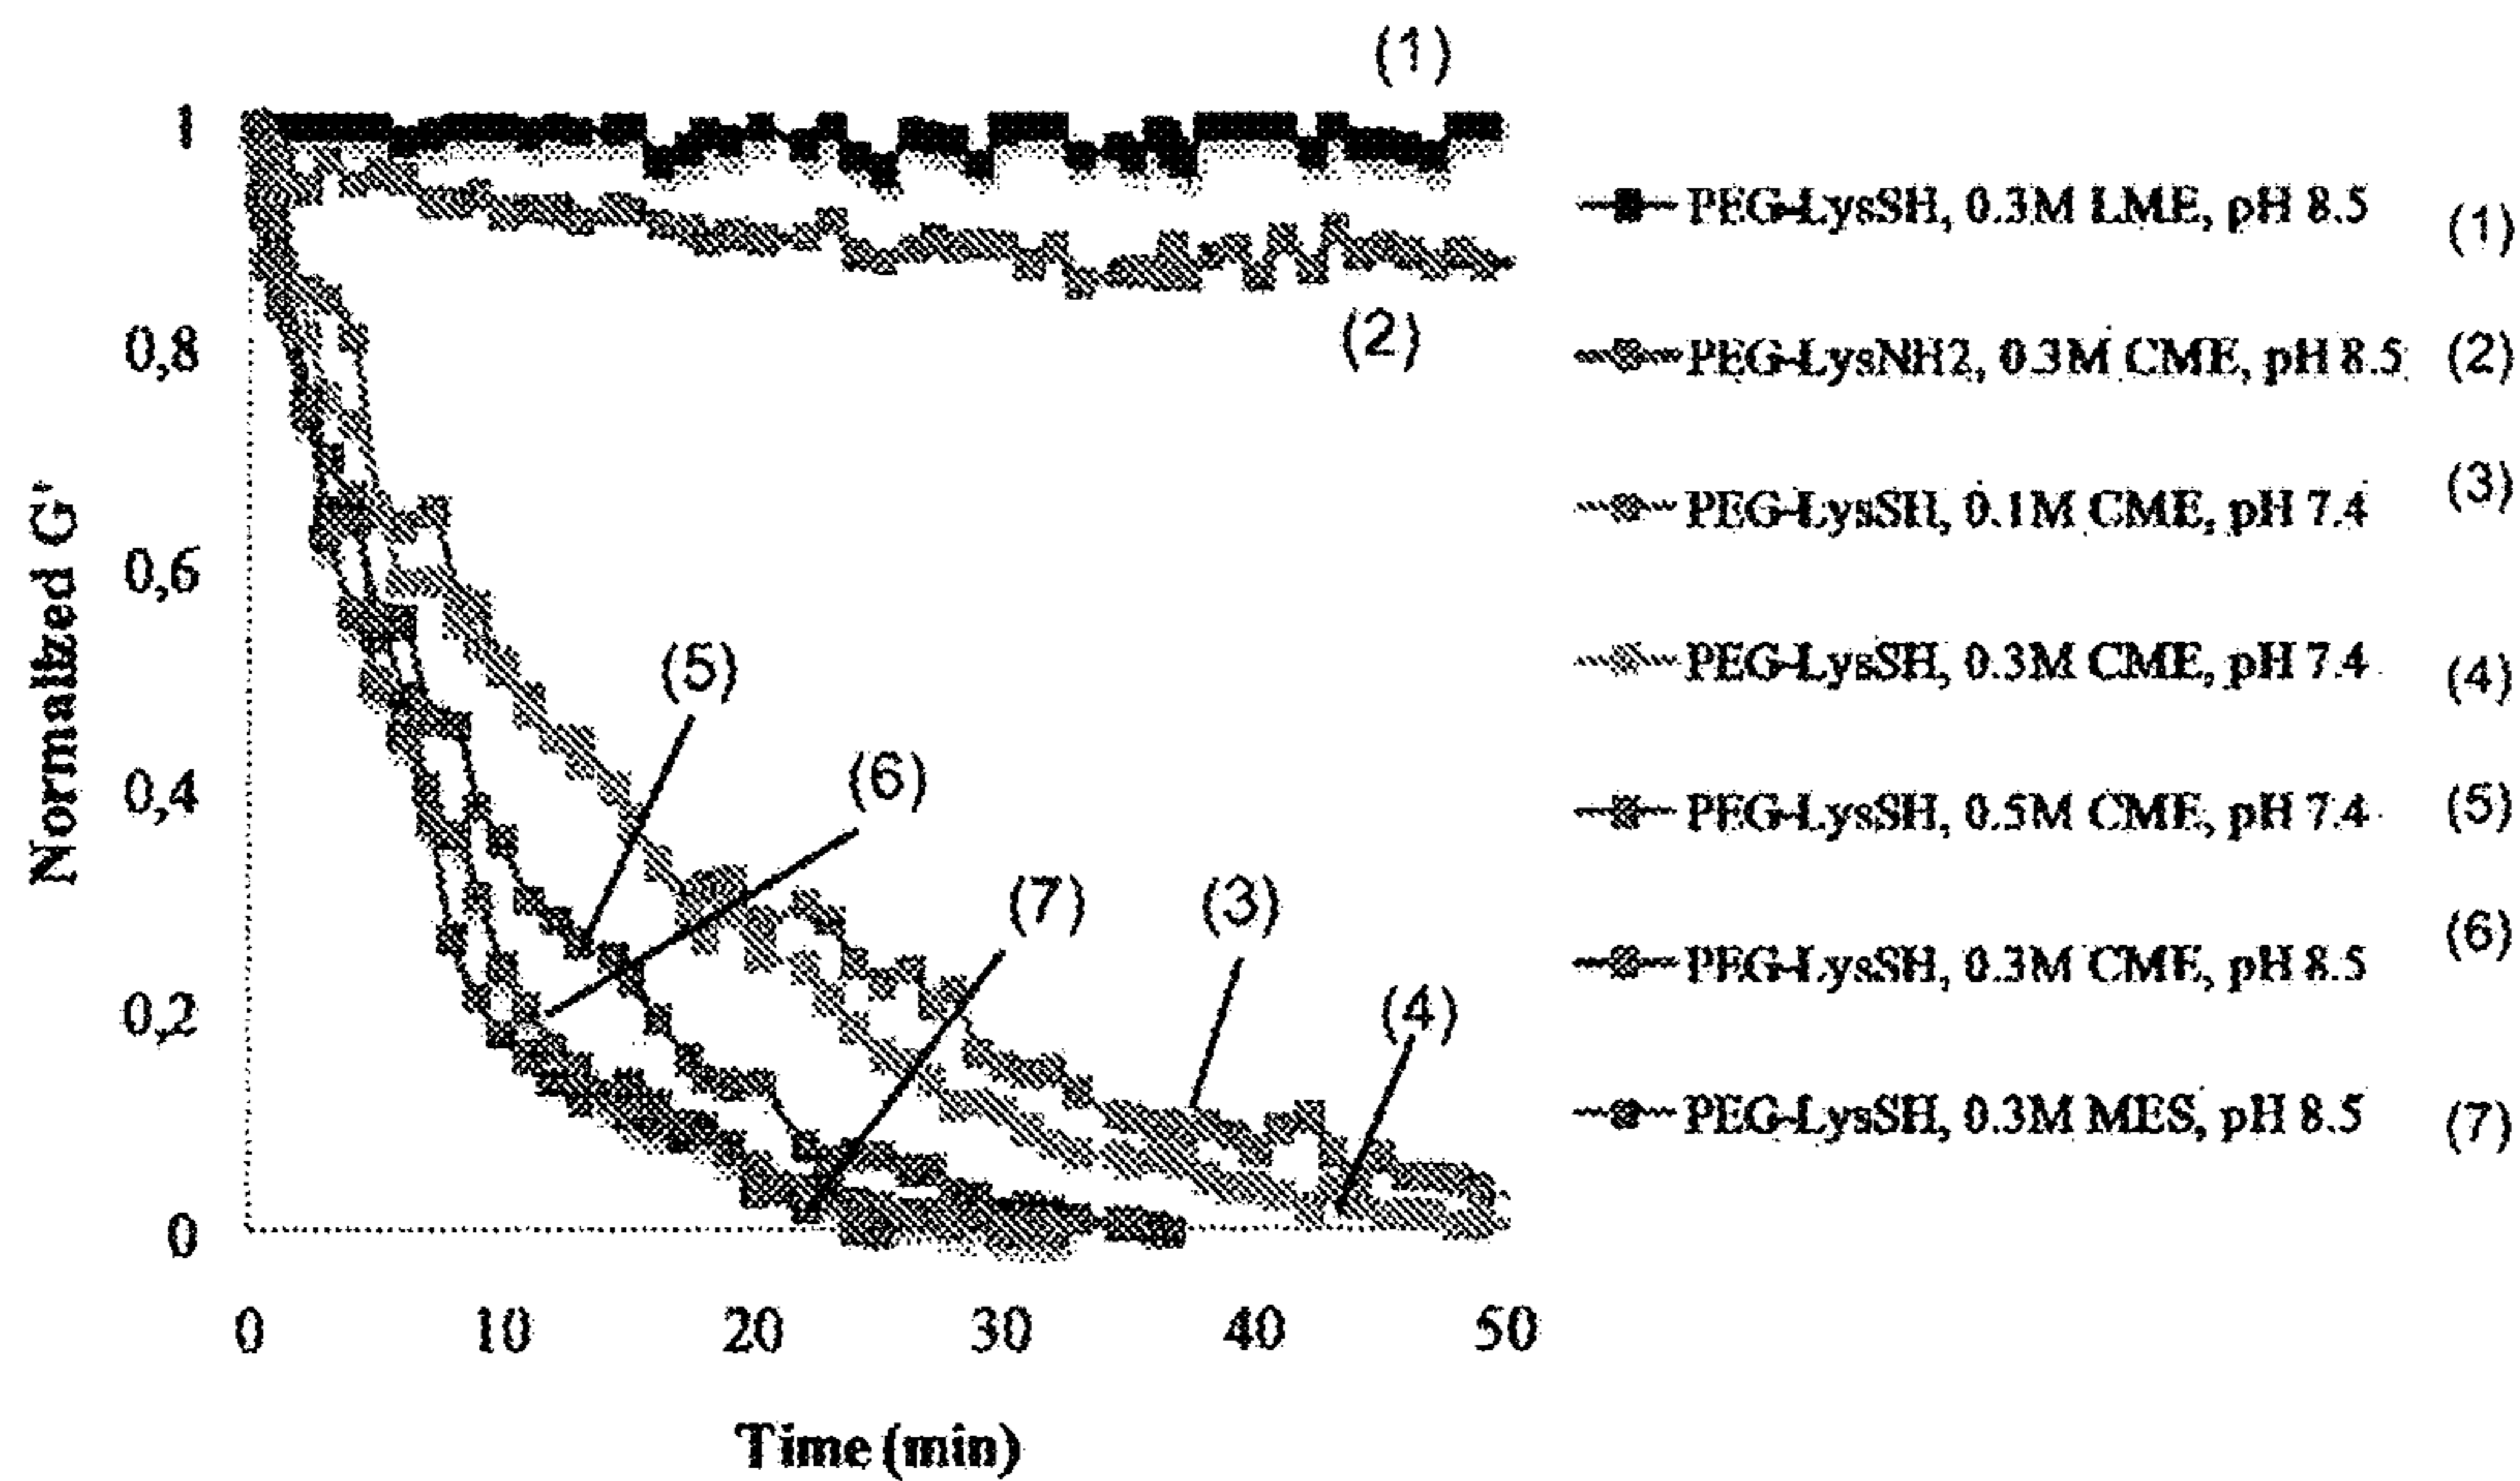 (1)
1
(2)
0,8
0,6
0,4
0,2
0
Normalized G'
(5)
(6)
(7)
(3)
(4)
0 10 20 30 40 50
Time (min)
PEG-LysSH, 0.3M LME, pH 8.5 (1)
PEG-LysNH2, 0.3M CME, pH 8.5 (2)
PEG-LysSH, 0.1M CME, pH 7.4 (3)
PEG-LysSH, 0.3M CME, pH 7.4 (4)
PEG-LysSH, 0.5M CME, pH 7.4 (5)
PEG-LysSH, 0.3M CME, pH 8.5 (6)
PEG-LysSH, 0.3M MES, pH 8.5 (7)